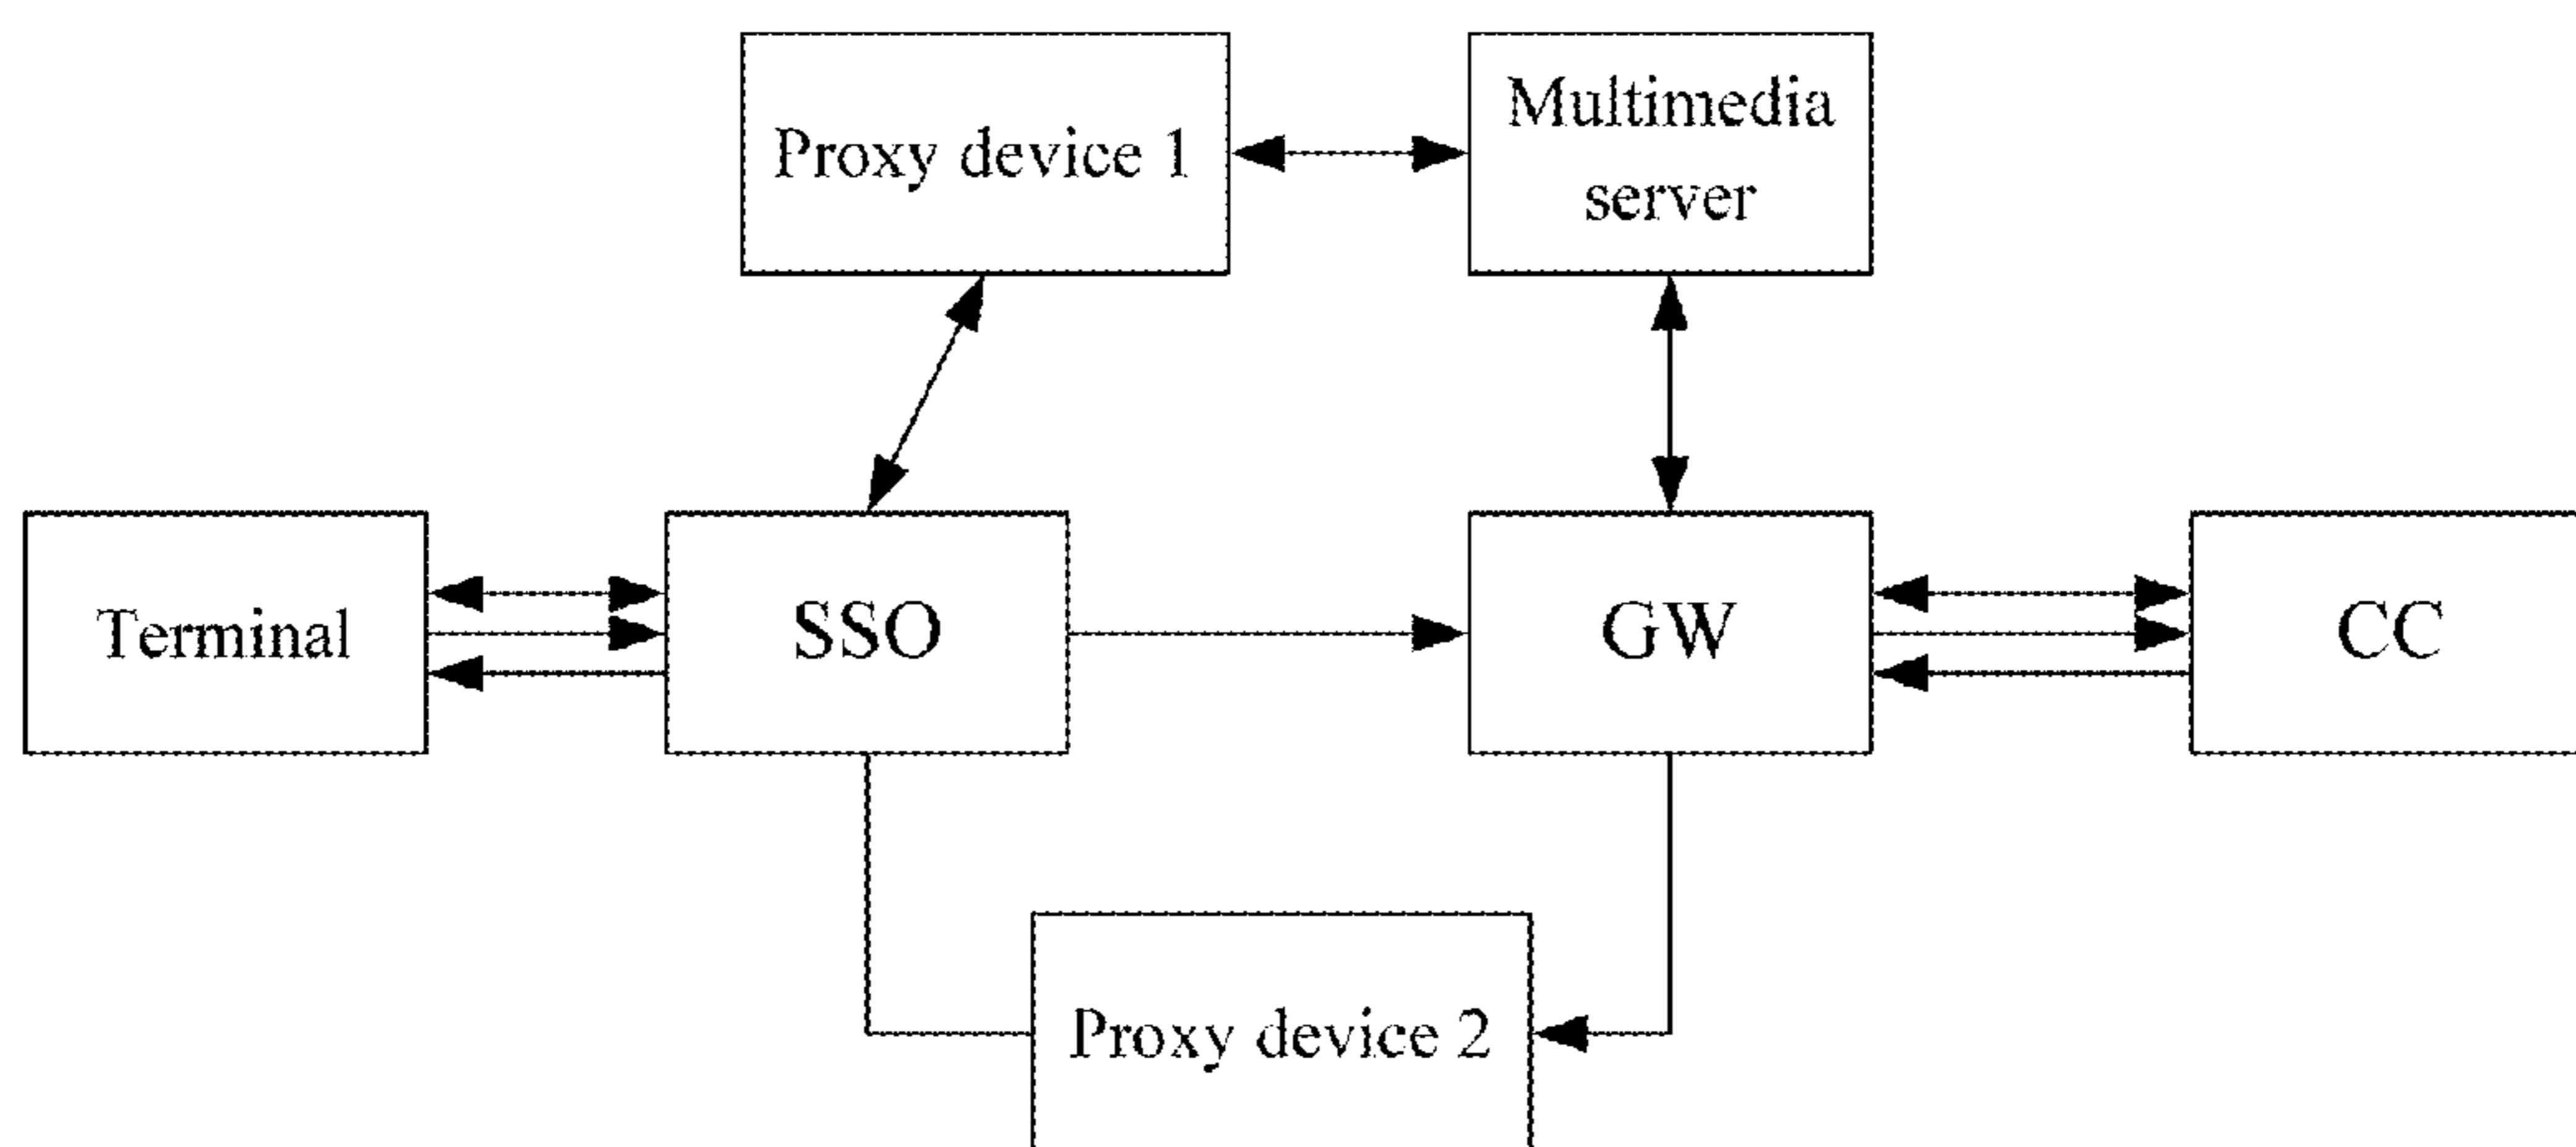 Proxy device 1
Multimedia
server
Terminal
SSO
GW
CC
Proxy device 2